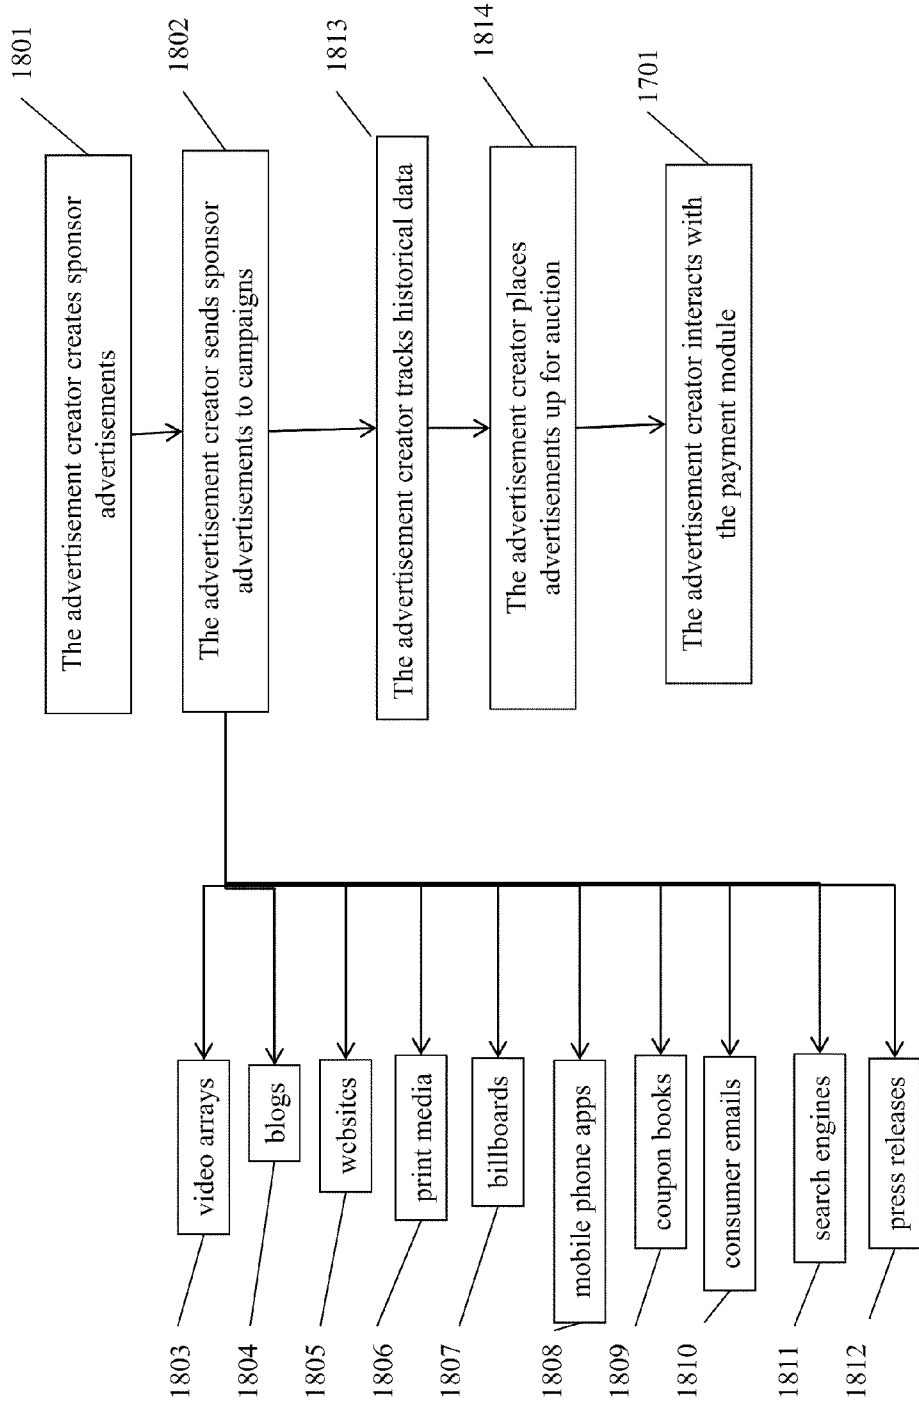 1801
The advertisement creator creates sponsor
advertisements
1802
The advertisement creator sends sponsor
advertisements to campaigns
1813
The advertisement creator tracks historical data
1814
The advertisement creator places
advertisements up for auction
1701
The advertisement creator interacts with
the payment module
1803
video arrays
1804
blogs
1805
websites
1806
print media
1807
billboards
1808
mobile phone apps
1809
coupon books
1810
consumer emails
1811
search engines
1812
press releases